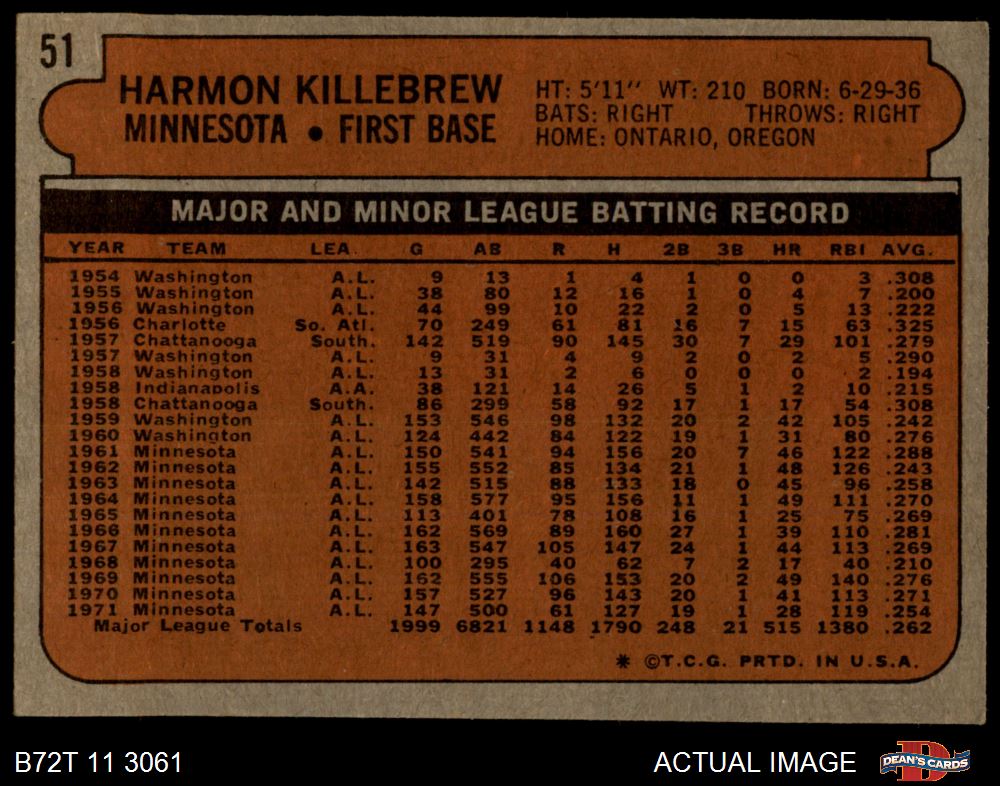 51
HARMON KILLEBREW
MINNESOTA • FIRST BASE
HT: 5'11" WT: 210 BORN: 6-29-36
BATS: RIGHT THROWS: RIGHT
HOME: ONTARIO, OREGON
MAJOR AND MINOR LEAGUE BATTING RECORD
YEAR TEAM LEA. G AB R H 2B 3B HR RBI AVG.
1954 Washington A.L. 9 13 1 4 1 0 0 3 .308
1955 Washington A.L. 38 80 12 16 1 0 4 7 .200
1956 Washington A.L. 44 99 10 22 2 0 5 13 .222
1956 Charlotte So. Atl. 70 249 61 81 16 7 15 63 .325
1957 Chattanooga South. 142 519 90 145 30 7 29 101 .279
1957 Washington A.L. 9 31 4 9 2 0 2 5 .290
1958 Washington A.L. 13 31 2 6 0 0 0 2 .194
1958 Indianapolis A.A. 38 121 14 26 5 1 2 10 .215
1958 Chattanooga South. 86 299 58 92 17 1 17 54 .308
1959 Washington A.L. 153 546 98 132 20 2 42 105 .242
1960 Washington A.L. 124 442 84 122 19 1 31 80 .276
1961 Minnesota A.L. 150 541 94 156 20 7 46 122 .288
1962 Minnesota A.L. 155 552 85 134 21 1 48 126 .243
1963 Minnesota A.L. 142 515 88 133 18 0 45 96 .258
1964 Minnesota A.L. 158 577 95 156 11 1 49 111 .270
1965 Minnesota A.L. 113 401 78 108 16 1 25 75 .269
1966 Minnesota A.L. 162 569 89 160 27 1 39 110 .281
1967 Minnesota A.L. 163 547 105 147 24 1 44 113 .269
1968 Minnesota A.L. 100 295 40 62 7 2 17 40 .210
1969 Minnesota A.L. 162 555 106 153 20 2 49 140 .276
1970 Minnesota A.L. 157 527 96 143 20 1 41 113 .271
1971 Minnesota A.L. 147 500 61 127 19 1 28 119 .254
Major League Totals 1999 6821 1148 1790 248 21 515 1380 .262
* ©T.C.G. PRTD. IN U.S.A.
B72T 11 3061 ACTUAL IMAGE
D DEAN'S CARDS